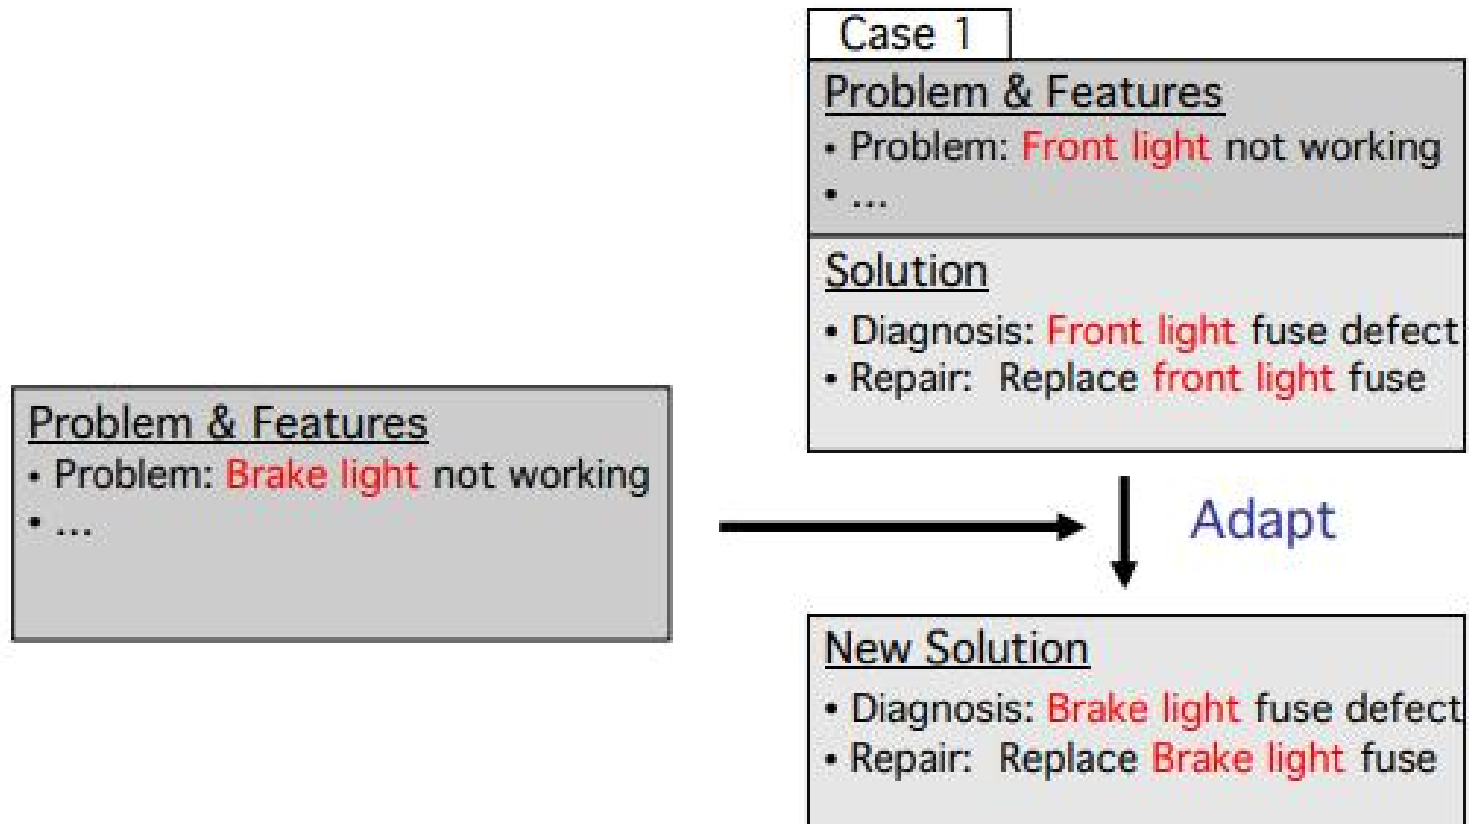 Case 1
Problem & Features
• Problem: Front light not working
• ...
Solution
• Diagnosis: Front light fuse defect
• Repair: Replace front light fuse
Problem & Features
• Problem: Brake light not working
• ...
Adapt
New Solution
• Diagnosis: Brake light fuse defect
• Repair: Replace Brake light fuse